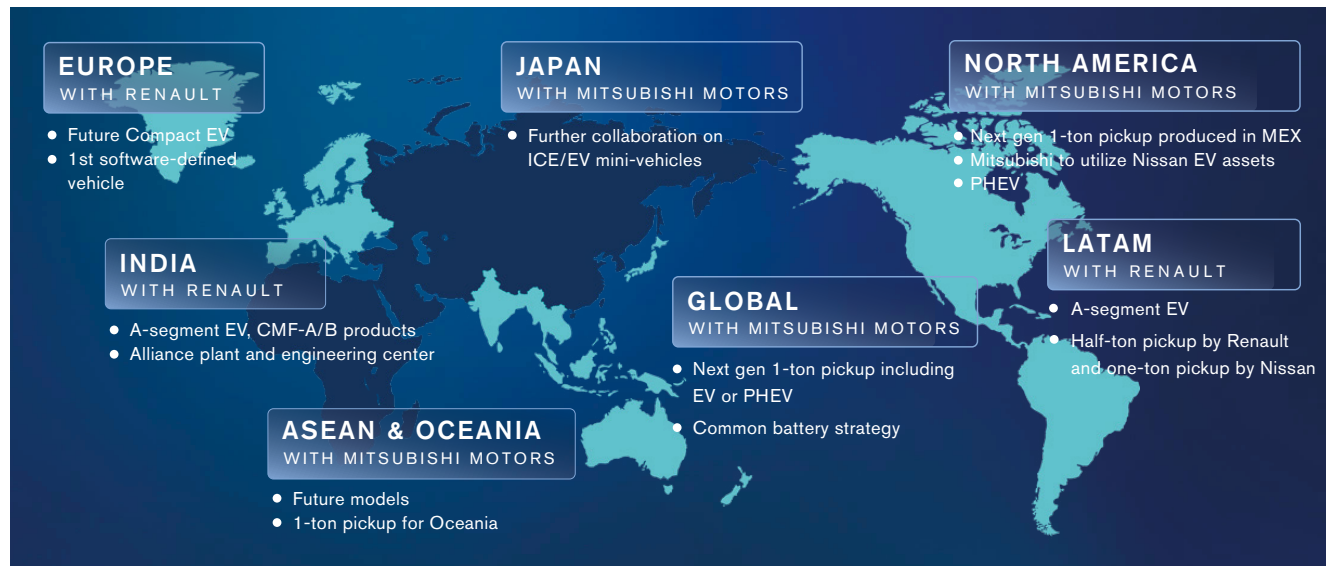 EUROPE
WITH RENAULT
• Future Compact EV
• 1st software-defined
vehicle
JAPAN
WITH MITSUBISHI MOTORS
• Further collaboration on
ICE/EV mini-vehicles
NORTH AMERICA
WITH MITSUBISHI MOTORS
• Next gen 1-ton pickup produced in MEX
• Mitsubishi to utilize Nissan EV assets
• PHEV
INDIA
WITH RENAULT
• A-segment EV, CMF-A/B products
• Alliance plant and engineering center
GLOBAL
WITH MITSUBISHI MOTORS
• Next gen 1-ton pickup including
EV or PHEV
• Common battery strategy
LATAM
WITH RENAULT
• A-segment EV
• Half-ton pickup by Renault
and one-ton pickup by Nissan
ASEAN & OCEANIA
WITH MITSUBISHI MOTORS
• Future models
• 1-ton pickup for Oceania